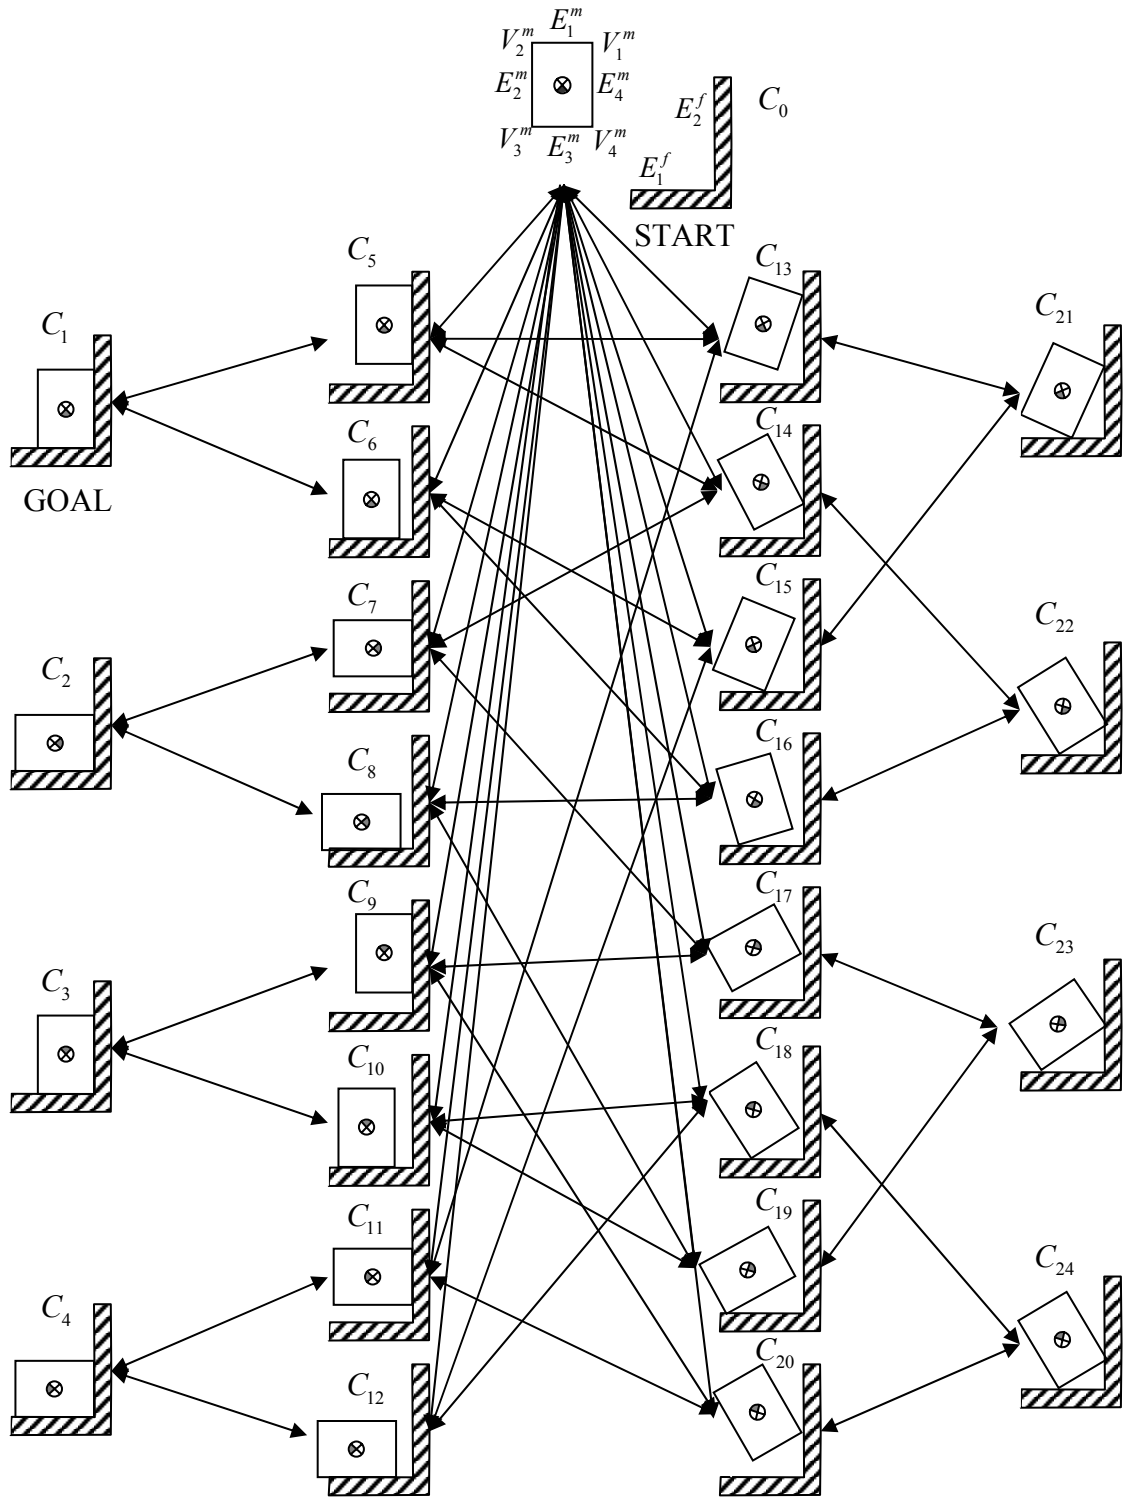 E₁ᵐ
V₂ᵐ V₁ᵐ
E₂ᵐ E₄ᵐ
V₃ᵐ E₃ᵐ V₄ᵐ
E₂ᶠ C₀
E₁ᶠ
START
C₁
GOAL
C₂
C₃
C₄
C₅
C₆
C₇
C₈
C₉
C₁₀
C₁₁
C₁₂
C₁₃
C₁₄
C₁₅
C₁₆
C₁₇
C₁₈
C₁₉
C₂₀
C₂₁
C₂₂
C₂₃
C₂₄